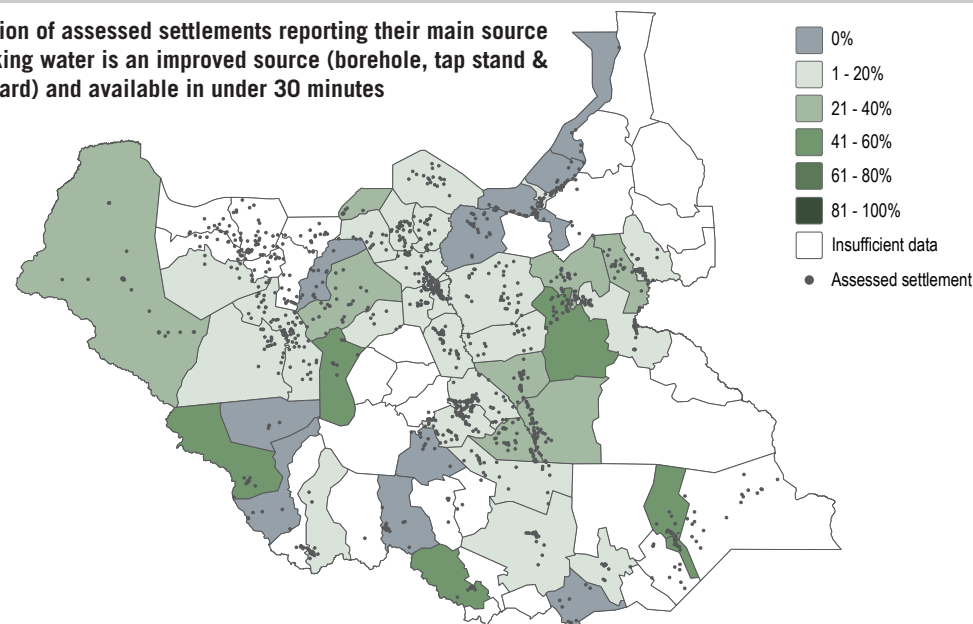 ion of assessed settlements reporting their main source
king water is an improved source (borehole, tap stand &
ard) and available in under 30 minutes
0%
1 - 20%
21 - 40%
41 - 60%
61 - 80%
81 - 100%
Insufficient data
Assessed settlement